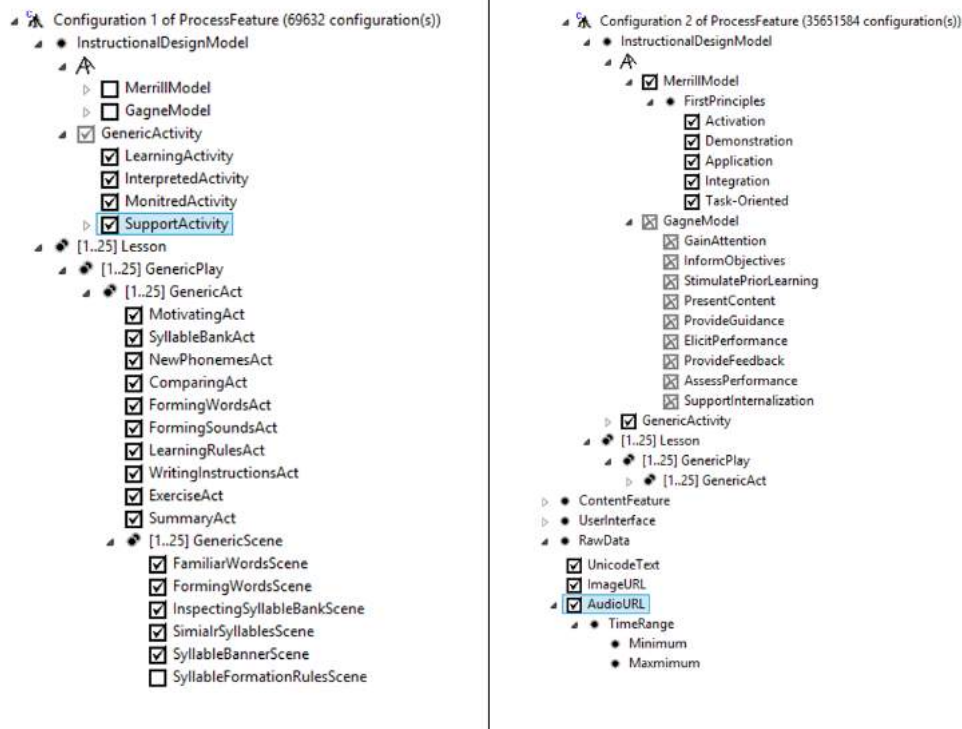 Configuration 1 of ProcessFeature (69632 configuration(s))
InstructionalDesignModel
MerrillModel
GagneModel
GenericActivity
LearningActivity
InterpretedActivity
MonitredActivity
SupportActivity
[1..25] Lesson
[1..25] GenericPlay
[1..25] GenericAct
MotivatingAct
SyllableBankAct
NewPhonemesAct
ComparingAct
FormingWordsAct
FormingSoundsAct
LearningRulesAct
WritingInstructionsAct
ExerciseAct
SummaryAct
[1..25] GenericScene
FamiliarWordsScene
FormingWordsScene
InspectingSyllableBankScene
SimialrSyllablesScene
SyllableBannerScene
SyllableFormationRulesScene
Configuration 2 of ProcessFeature (35651584 configuration(s))
InstructionalDesignModel
MerrillModel
FirstPrinciples
Activation
Demonstration
Application
Integration
Task-Oriented
GagneModel
GainAttention
InformObjectives
StimulatePriorLearning
PresentContent
ProvideGuidance
ElicitPerformance
ProvideFeedback
AssessPerformance
SupportInternalization
GenericActivity
[1..25] Lesson
[1..25] GenericPlay
[1..25] GenericAct
ContentFeature
UserInterface
RawData
UnicodeText
ImageURL
AudioURL
TimeRange
Minimum
Maxmimum